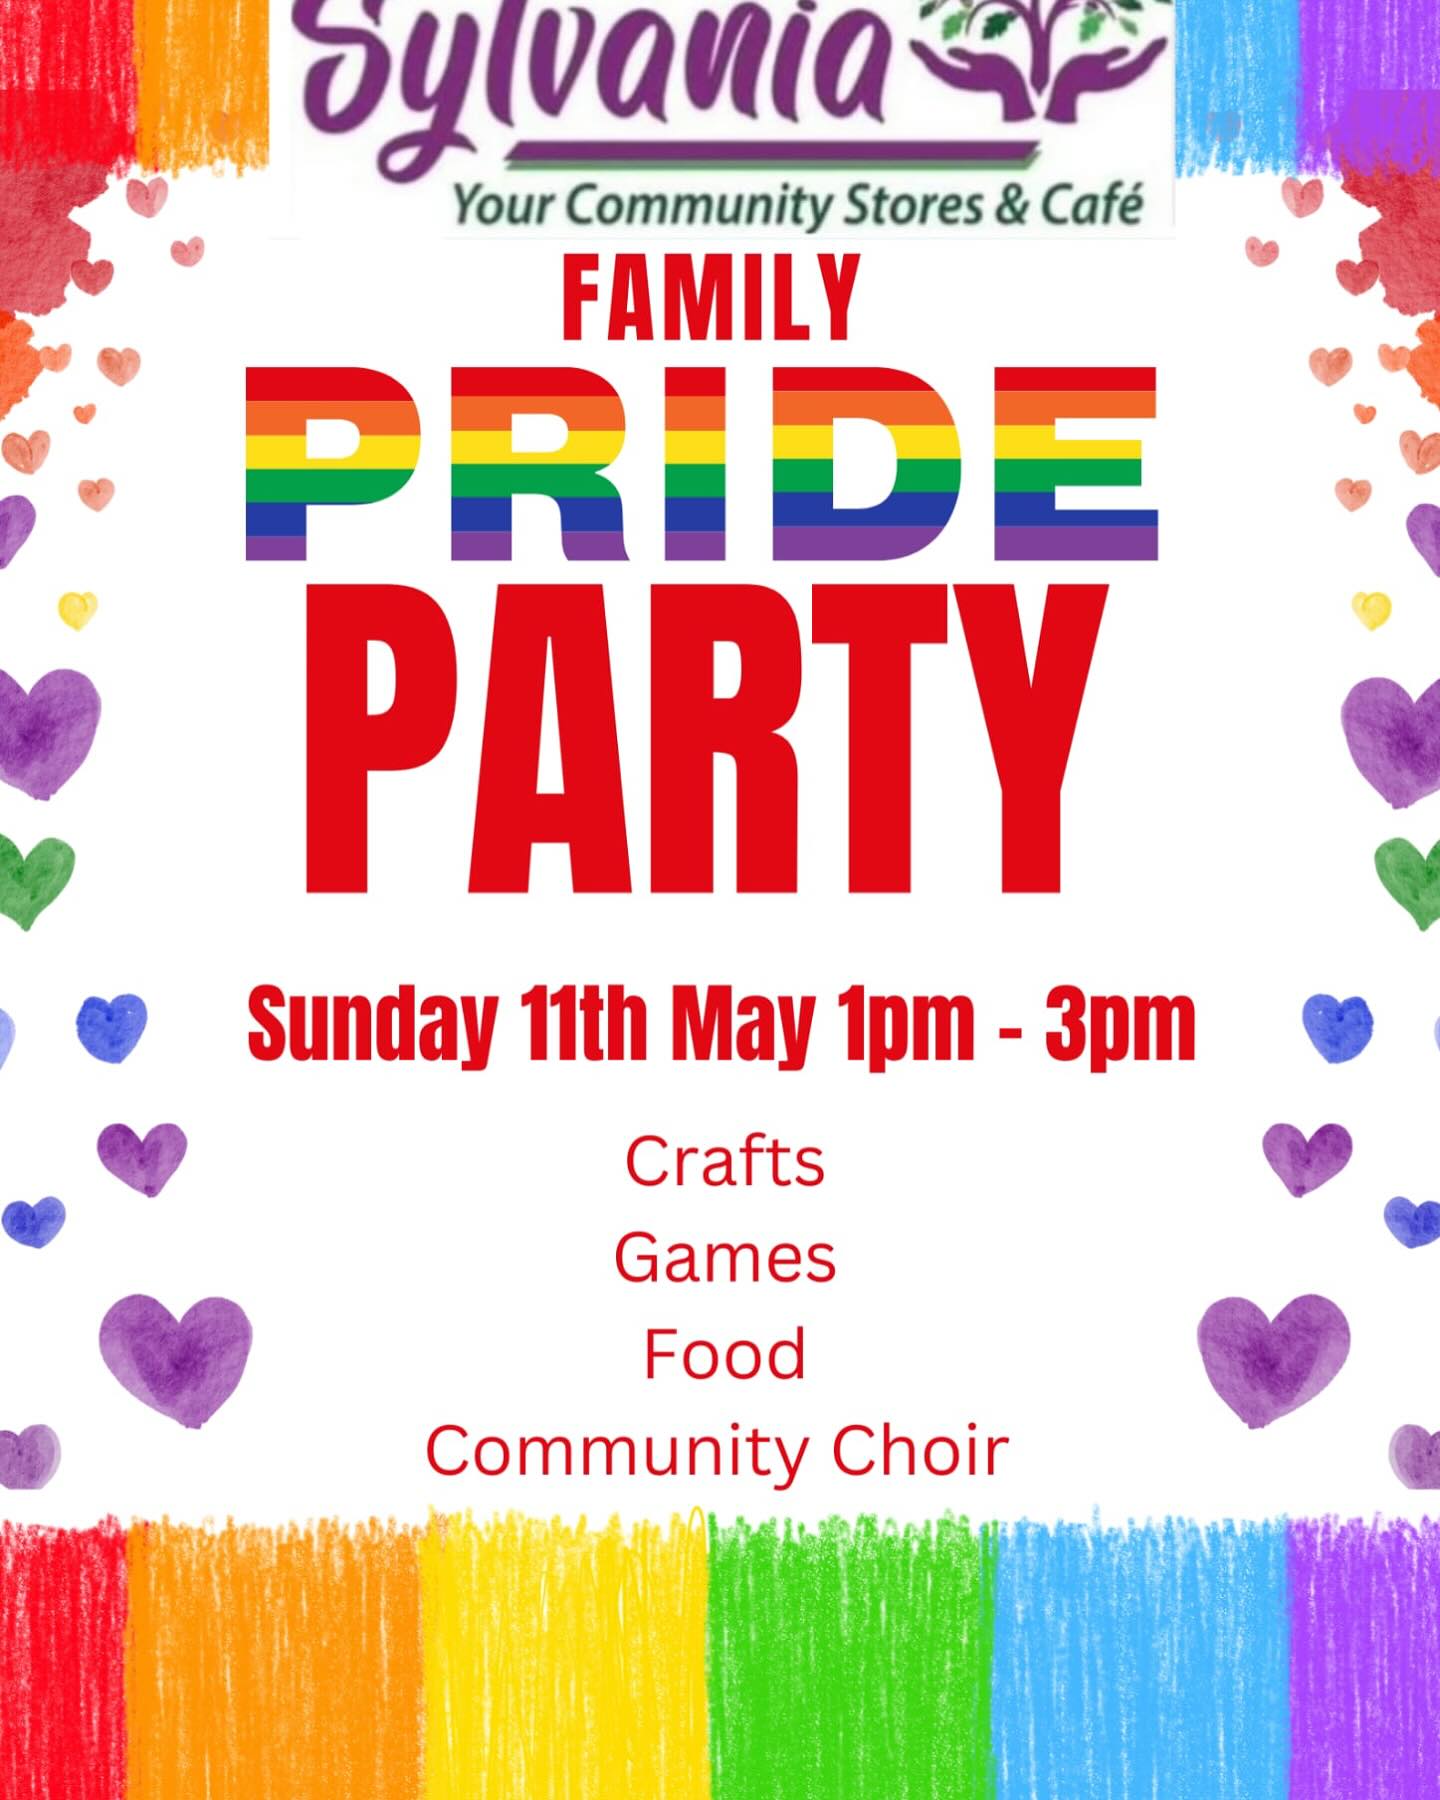 Sylvania
Your Community Stores & Café
FAMILY
PRIDE
PARTY
Sunday 11th May 1pm - 3pm
Crafts
Games
Food
Community Choir